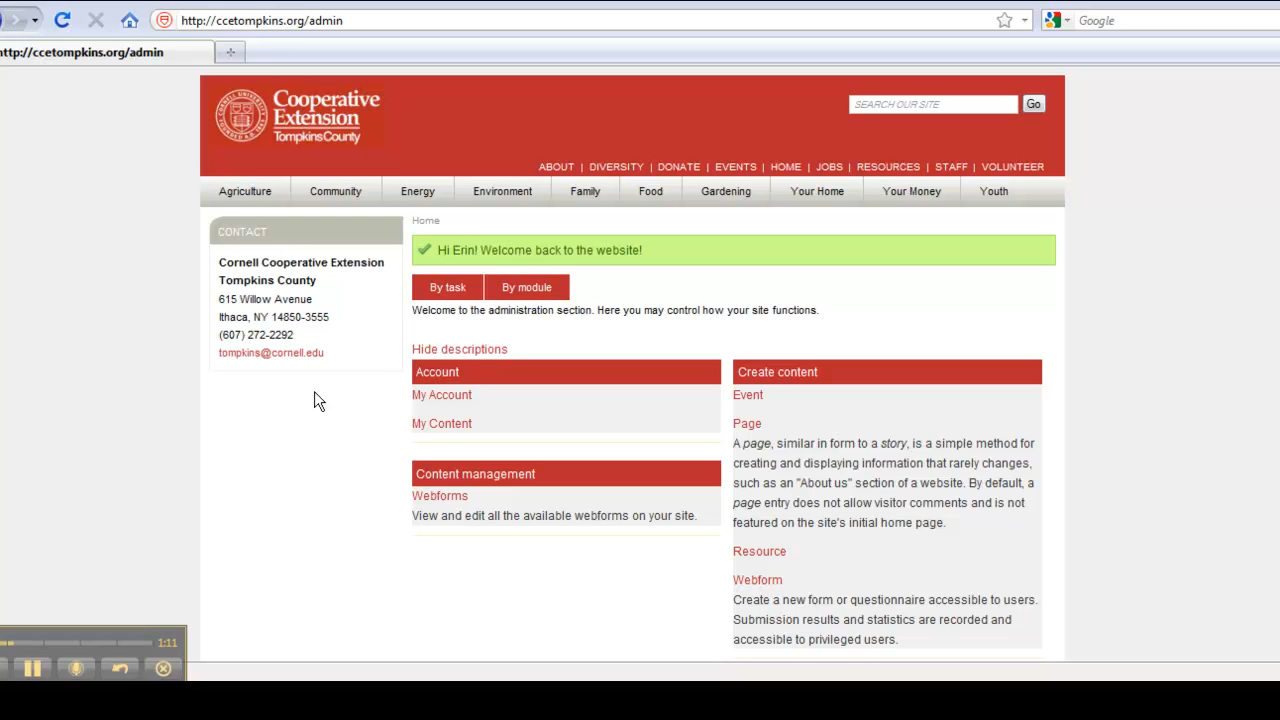 http://ccetompkins.org/admin
Google
http://ccetompkins.org/admin
Cooperative
Extension
Tompkins County
SEARCH OUR SITE
Go
ABOUT | DIVERSITY | DONATE | EVENTS | HOME | JOBS | RESOURCES | STAFF | VOLUNTEER
Agriculture Community Energy Environment Family Food Gardening Your Home Your Money Youth
CONTACT
Cornell Cooperative Extension
Tompkins County
615 Willow Avenue
Ithaca, NY 14850-3555
(607) 272-2292
tompkins@cornell.edu
Home
Hi Erin! Welcome back to the website!
By task By module
Welcome to the administration section. Here you may control how your site functions.
Hide descriptions
Account
My Account
My Content
Content management
Webforms
View and edit all the available webforms on your site.
Create content
Event
Page
A page, similar in form to a story, is a simple method for
creating and displaying information that rarely changes,
such as an "About us" section of a website. By default, a
page entry does not allow visitor comments and is not
featured on the site's initial home page.
Resource
Webform
Create a new form or questionnaire accessible to users.
Submission results and statistics are recorded and
accessible to privileged users.
1:11